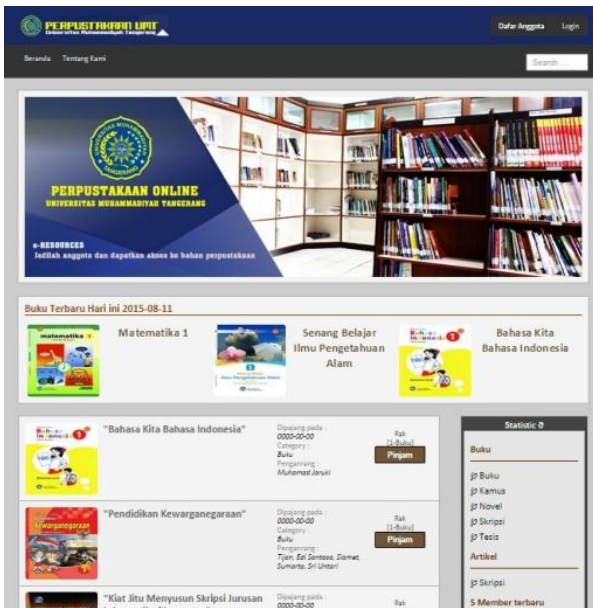 PERPUSTAKAAN UMT
Universitas Muhammadiyah Tangerang
Dafar Anggota Login
Beranda Tentang Kami
Search ...
PERPUSTAKAAN ONLINE
UNIVERSITAS MUHAMMADIYAH TANGERANG
e-RESOURCES
Jadilah anggota dan dapatkan akses ke bahan perpustakaan
Buku Terbaru Hari ini 2015-08-11
matematika
Matematika 1
Senang Belajar
Ilmu Pengetahuan
Alam
Bahasa Kita
Bahasa Indonesia
"Bahasa Kita Bahasa Indonesia"
Dipajang pada :
0000-00-00
Category :
Buku
Pengarang :
Muhamad Jaruki
Rak
[1-Buku]
Pinjam
kewarganegaraan
"Pendidikan Kewarganegaraan"
Dipajang pada :
0000-00-00
Category :
Buku
Pengarang :
Tijan, Edi Santosa, Slamet,
Sumarto, Sri Untari
Rak
[1-Buku]
Pinjam
"Kiat Jitu Menyusun Skripsi Jurusan
Dipajang pada :
0000-00-00
Rak
Statistic
Buku
Buku
Kamus
Novel
Skripsi
Tesis
Artikel
Skripsi
5 Member terbaru